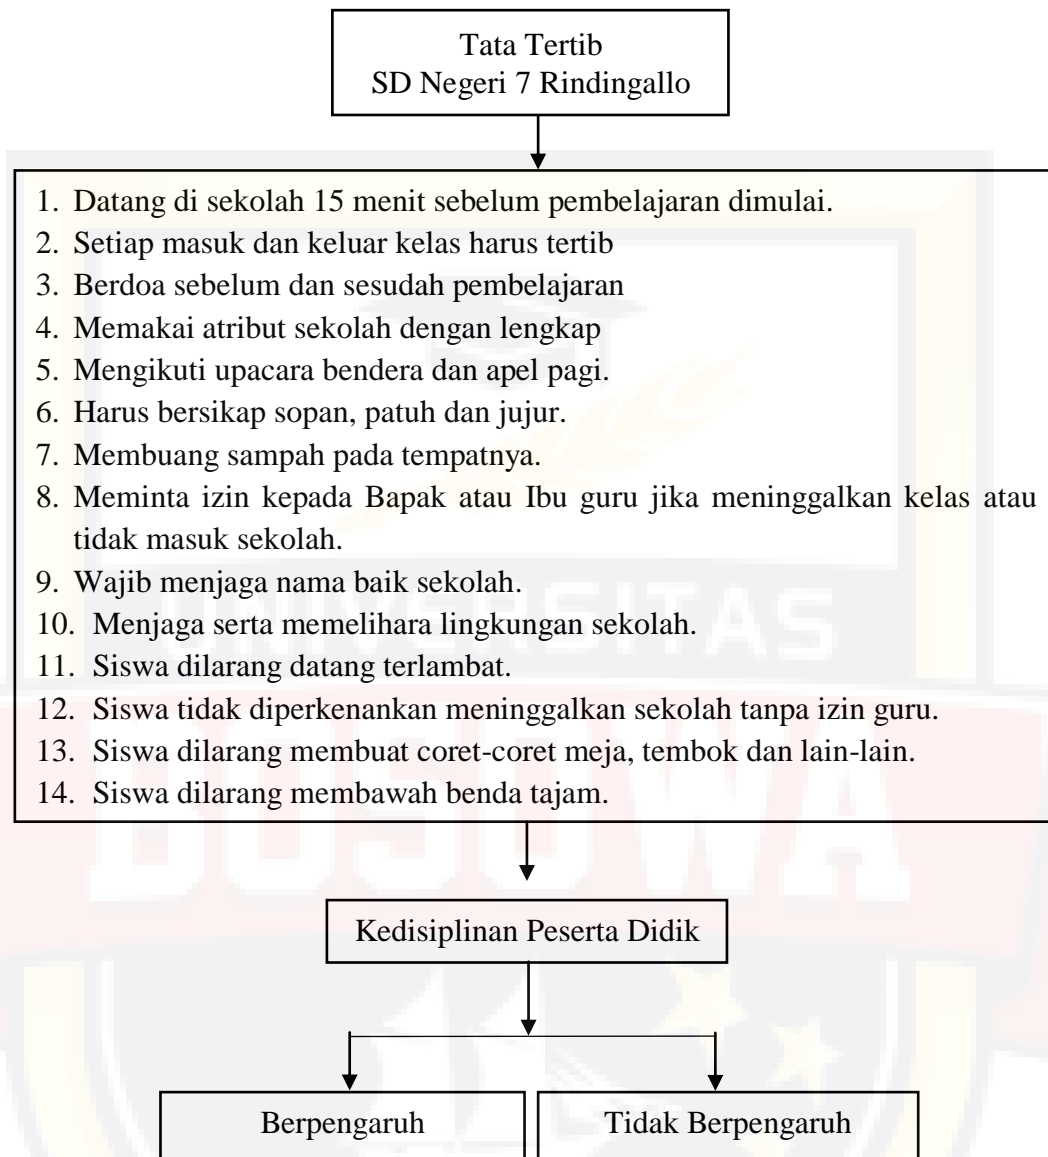 Tata Tertib
SD Negeri 7 Rindingallo
1. Datang di sekolah 15 menit sebelum pembelajaran dimulai.
2. Setiap masuk dan keluar kelas harus tertib
3. Berdoa sebelum dan sesudah pembelajaran
4. Memakai atribut sekolah dengan lengkap
5. Mengikuti upacara bendera dan apel pagi.
6. Harus bersikap sopan, patuh dan jujur.
7. Membuang sampah pada tempatnya.
8. Meminta izin kepada Bapak atau Ibu guru jika meninggalkan kelas atau
tidak masuk sekolah.
9. Wajib menjaga nama baik sekolah.
UNIVERSITAS
10. Menjaga serta memelihara lingkungan sekolah.
11. Siswa dilarang datang terlambat.
12. Siswa tidak diperkenankan meninggalkan sekolah tanpa izin guru.
13. Siswa dilarang membuat coret-coret meja, tembok dan lain-lain.
14. Siswa dilarang membawah benda tajam.
BOSOWA
Kedisiplinan Peserta Didik
Berpengaruh
Tidak Berpengaruh